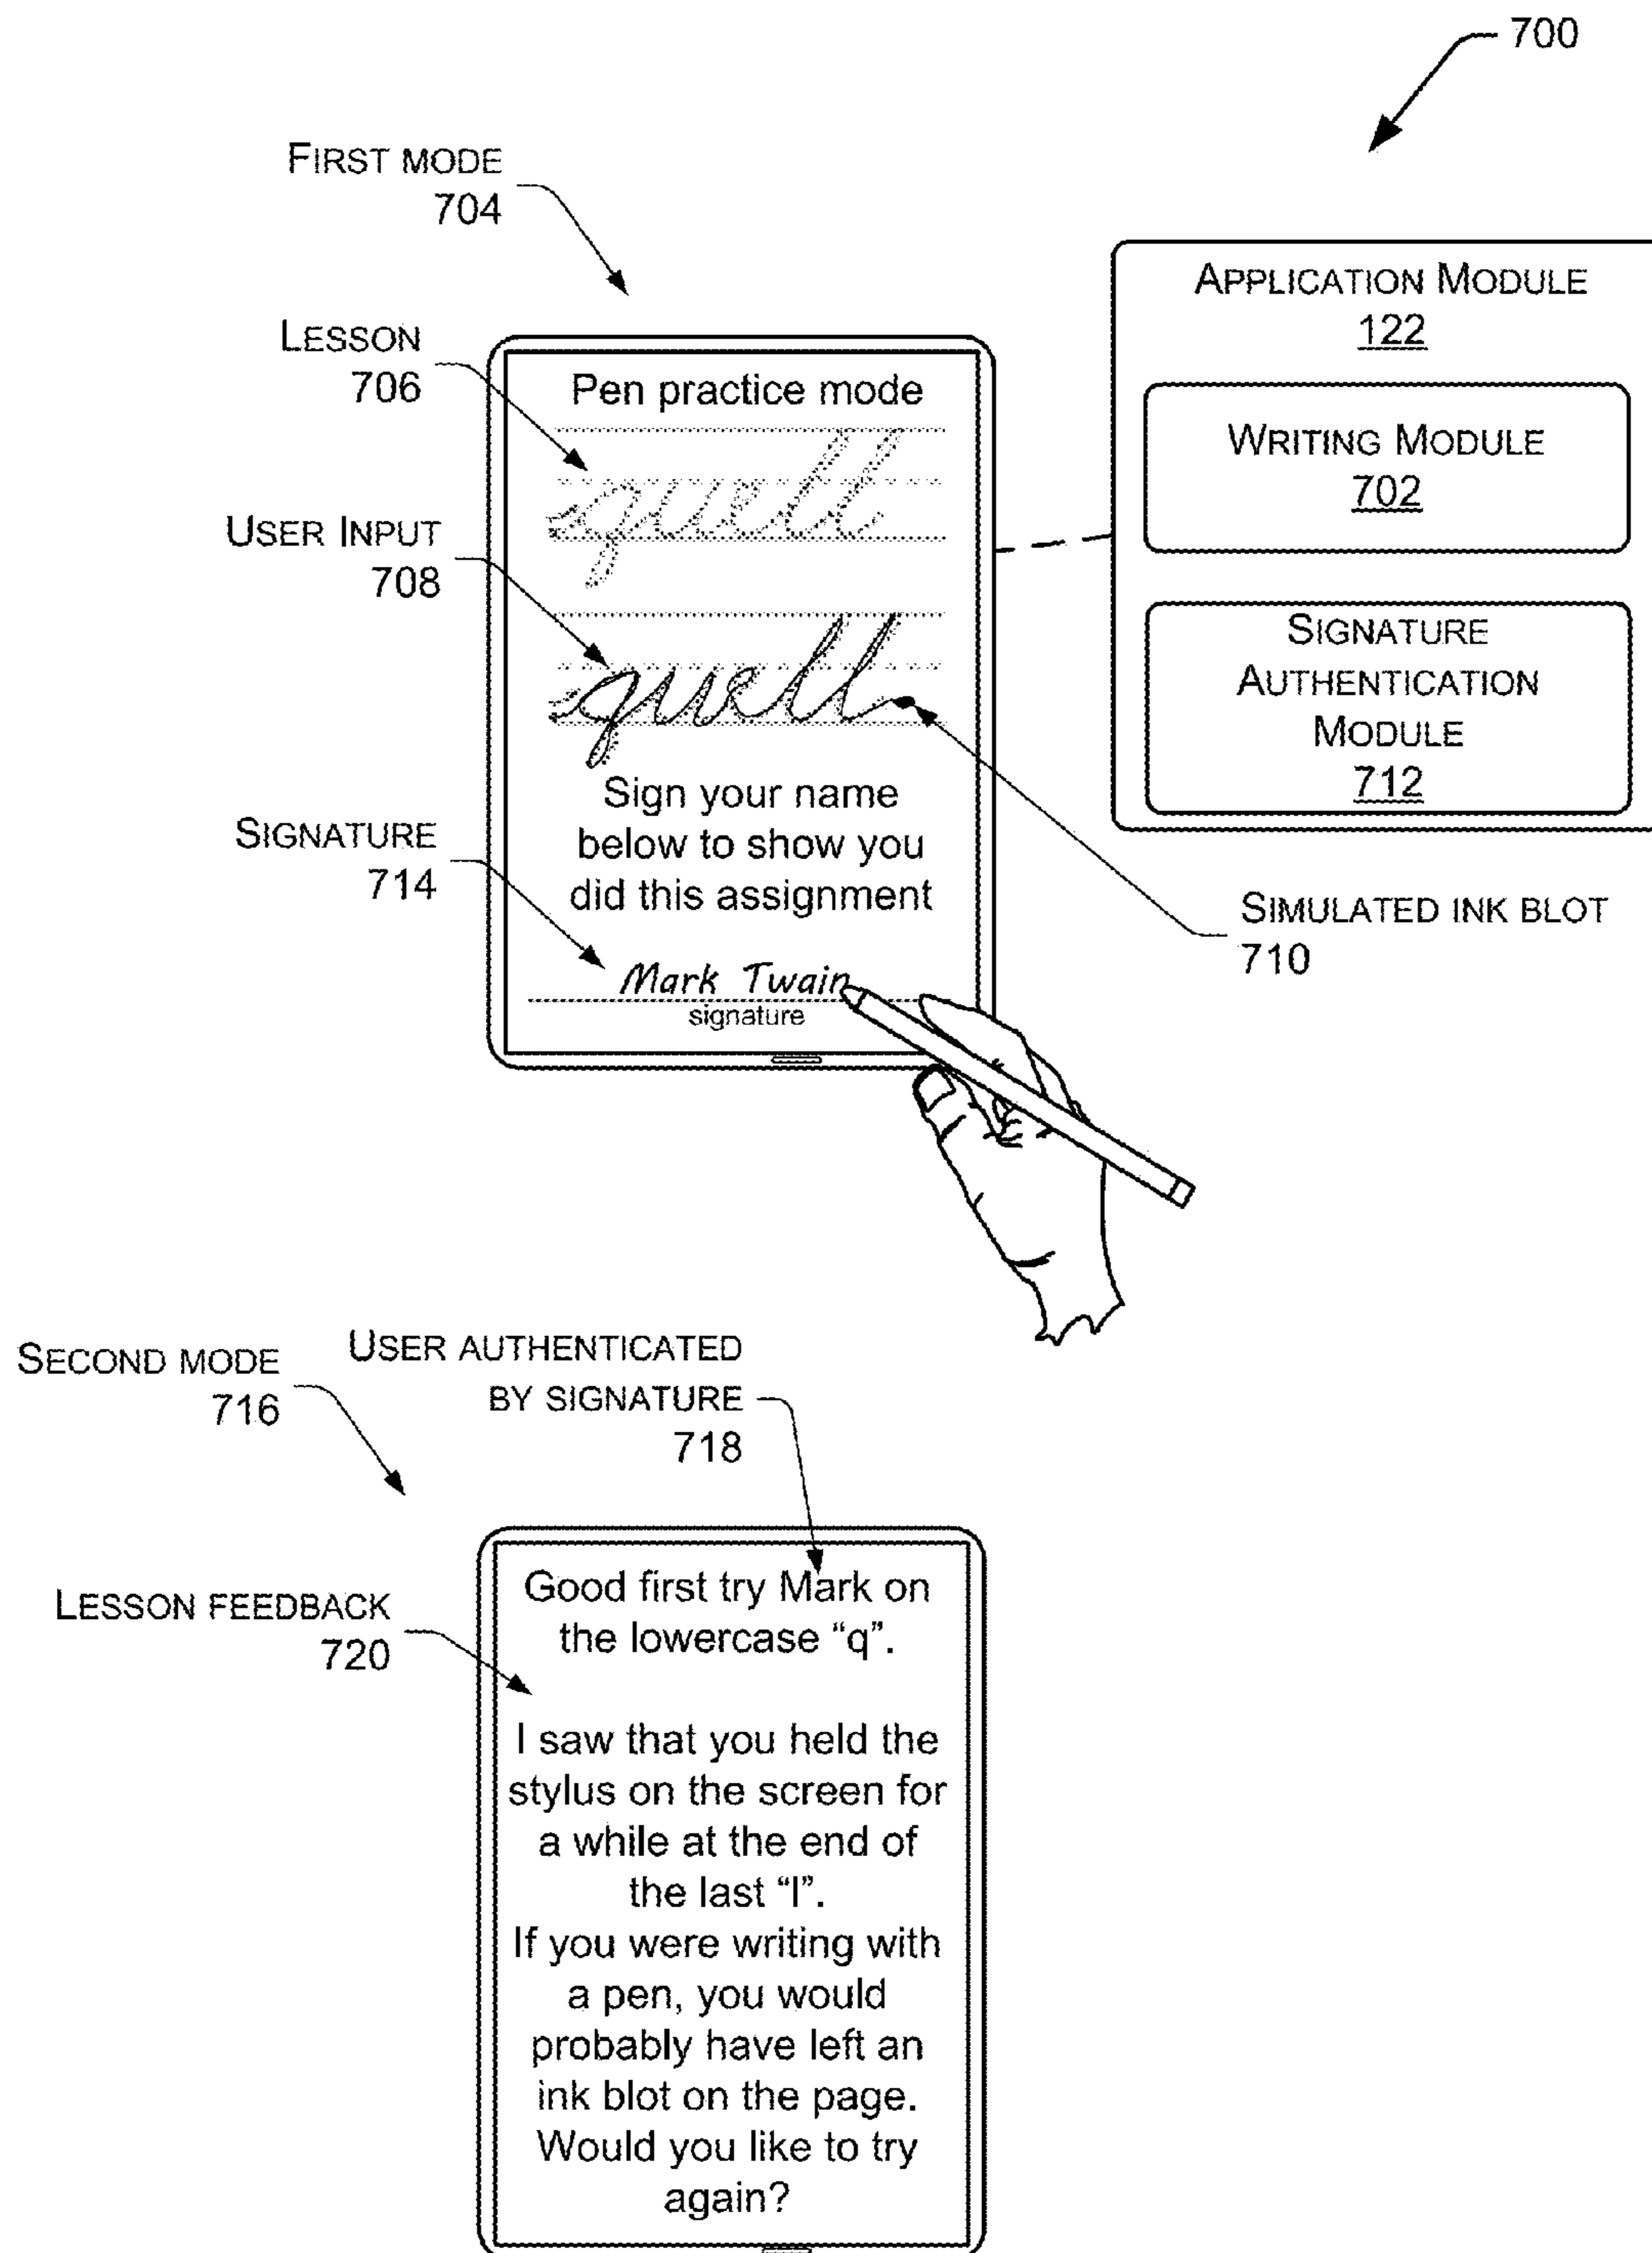 700
FIRST MODE
704
APPLICATION MODULE
122
WRITING MODULE
702
SIGNATURE
AUTHENTICATION
MODULE
712
LESSON
706
Pen practice mode
quell
USER INPUT
708
quell
Sign your name
below to show you
did this assignment
SIGNATURE
714
SIMULATED INK BLOT
710
Mark Twain
signature
SECOND MODE
716
USER AUTHENTICATED
BY SIGNATURE
718
LESSON FEEDBACK
720
Good first try Mark on
the lowercase “q”.
I saw that you held the
stylus on the screen for
a while at the end of
the last “l”.
If you were writing with
a pen, you would
probably have left an
ink blot on the page.
Would you like to try
again?